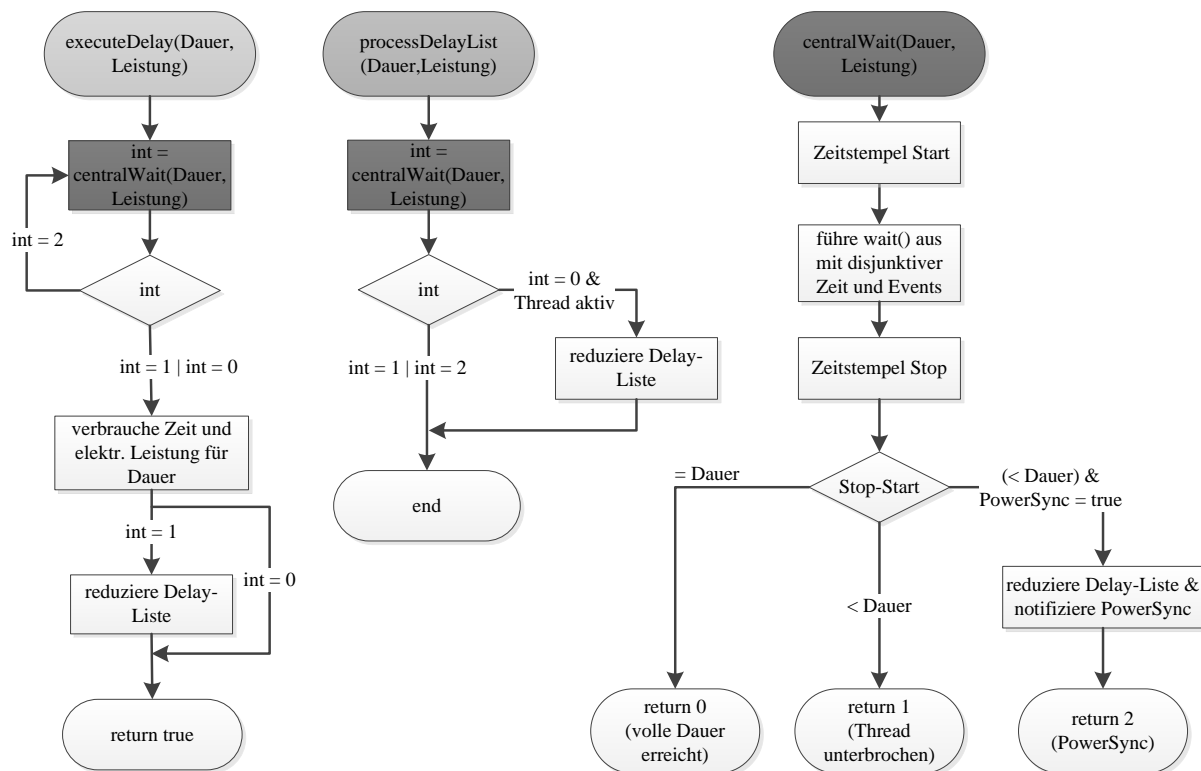 executeDelay(Dauer,
Leistung)
int =
centralWait(Dauer,
Leistung)
int = 2
int
int = 1 | int = 0
verbrauche Zeit und
elektr. Leistung für
Dauer
int = 1
int = 0
reduziere Delay-
Liste
return true
processDelayList
(Dauer,Leistung)
int =
centralWait(Dauer,
Leistung)
int
int = 0 &
Thread aktiv
int = 1 | int = 2
reduziere Delay-
Liste
end
centralWait(Dauer,
Leistung)
Zeitstempel Start
führe wait() aus
mit disjunktiver
Zeit und Events
Zeitstempel Stop
Stop-Start
= Dauer
(< Dauer) &
PowerSync = true
< Dauer
reduziere Delay-Liste &
notifiziere PowerSync
return 0
(volle Dauer
erreicht)
return 1
(Thread
unterbrochen)
return 2
(PowerSync)